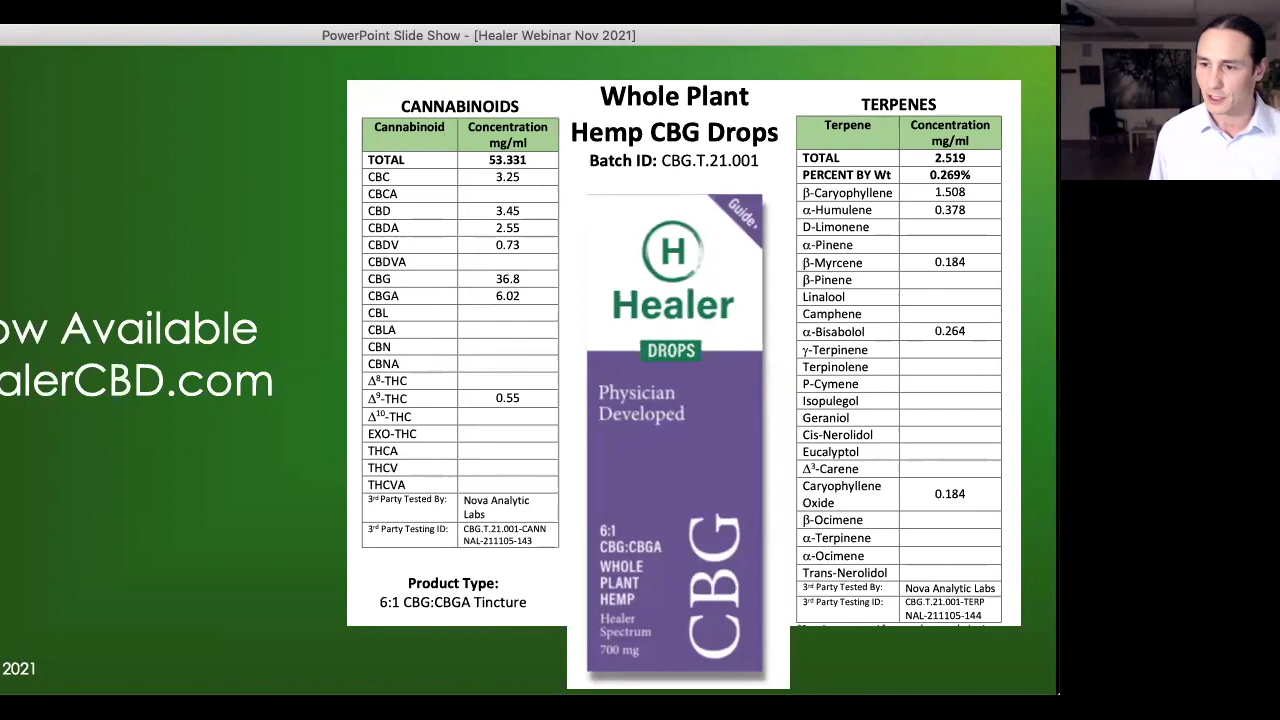 PowerPoint Slide Show - [Healer Webinar Nov 2021]
ow Available
alerCBD.com
2021
CANNABINOIDS
Cannabinoid Concentration mg/ml
TOTAL 53.331
CBC 3.25
CBCA
CBD 3.45
CBDA 2.55
CBDV 0.73
CBDVA
CBG 36.8
CBGA 6.02
CBL
CBLA
CBN
CBNA
Δ⁸-THC
Δ⁹-THC 0.55
Δ¹⁰-THC
EXO-THC
THCA
THCV
THCVA
3rd Party Tested By: Nova Analytic Labs
3rd Party Testing ID: CBG.T.21.001-CANN
NAL-211105-143
Product Type:
6:1 CBG:CBGA Tincture
Whole Plant
Hemp CBG Drops
Batch ID: CBG.T.21.001
Guide
H
Healer
DROPS
Physician
Developed
6:1
CBG:CBGA
WHOLE
PLANT
HEMP
Healer
Spectrum
700 mg
CBG
TERPENES
Terpene Concentration mg/ml
TOTAL 2.519
PERCENT BY Wt 0.269%
β-Caryophyllene 1.508
α-Humulene 0.378
D-Limonene
α-Pinene
β-Myrcene 0.184
β-Pinene
Linalool
Camphene
α-Bisabolol 0.264
γ-Terpinene
Terpinolene
P-Cymene
Isopulegol
Geraniol
Cis-Nerolidol
Eucalyptol
Δ³-Carene
Caryophyllene Oxide 0.184
β-Ocimene
α-Terpinene
α-Ocimene
Trans-Nerolidol
3rd Party Tested By: Nova Analytic Labs
3rd Party Testing ID: CBG.T.21.001-TERP
NAL-211105-144